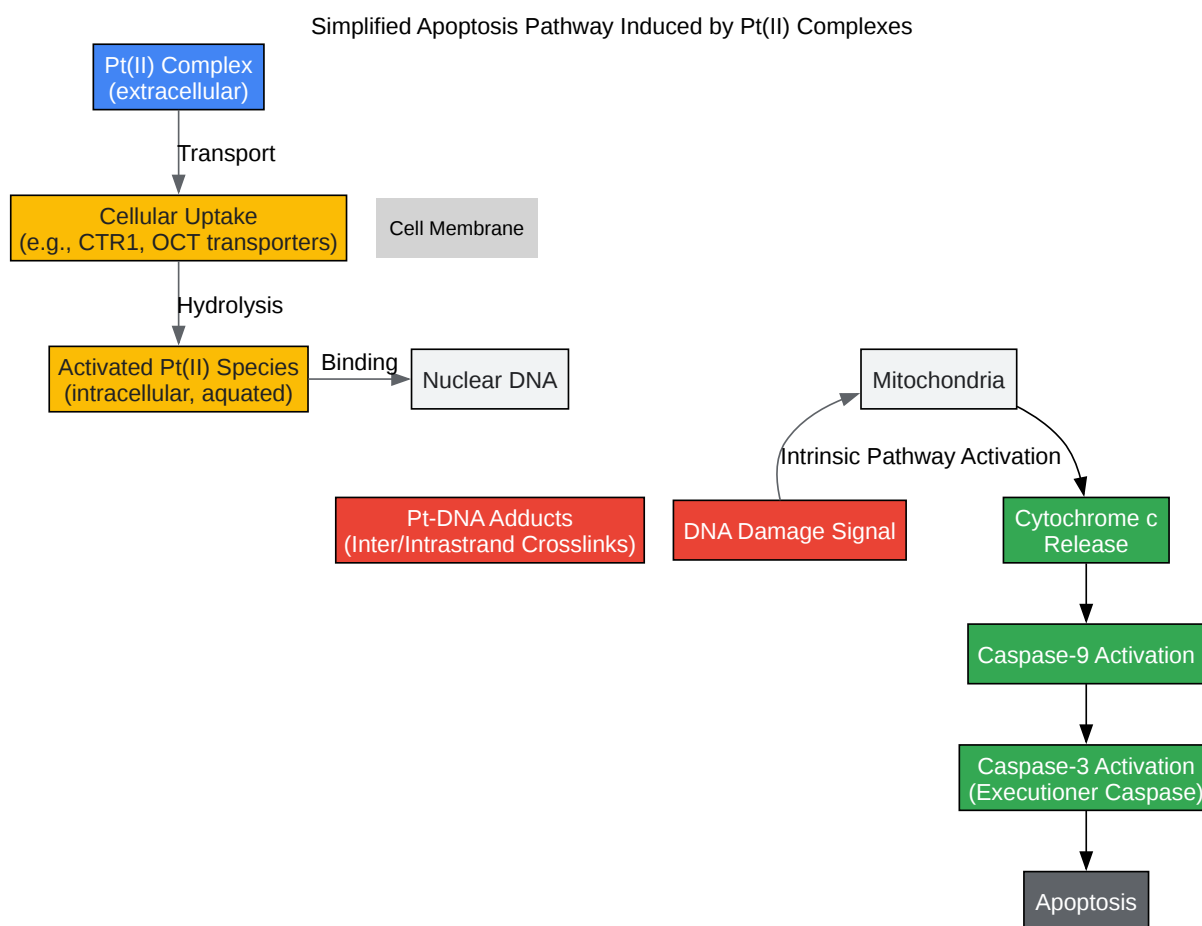 Simplified Apoptosis Pathway Induced by Pt(II) Complexes
Pt(II) Complex
(extracellular)
Transport
Cellular Uptake
(e.g., CTR1, OCT transporters)
Cell Membrane
Hydrolysis
Activated Pt(II) Species
(intracellular, aquated)
Binding
Nuclear DNA
Mitochondria
Intrinsic Pathway Activation
Pt-DNA Adducts
(Inter/Intrastrand Crosslinks)
DNA Damage Signal
Cytochrome c
Release
Caspase-9 Activation
Caspase-3 Activation
(Executioner Caspase)
Apoptosis